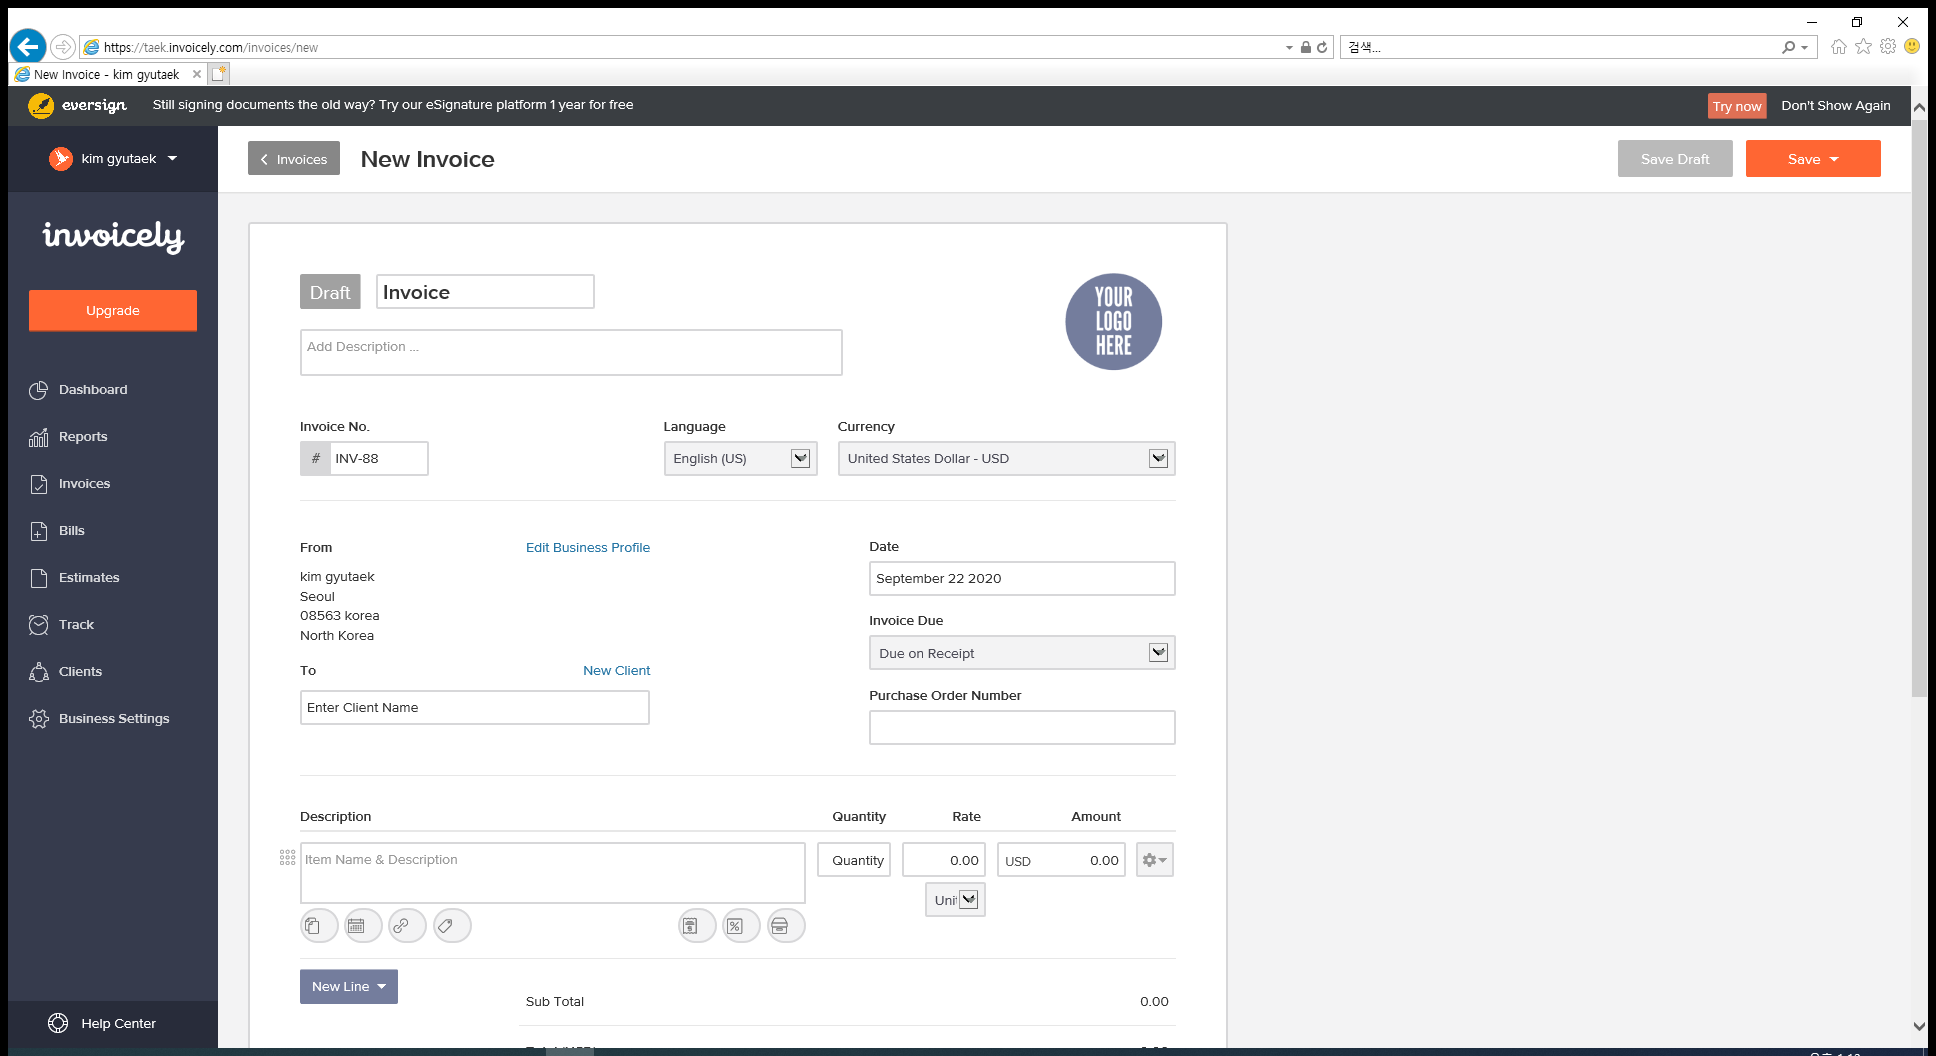 https://taek.invoicely.com/invoices/new
검색...
New Invoice - kim gyutaek
eversign Still signing documents the old way? Try our eSignature platform 1 year for free Try now Don't Show Again
kim gyutaek
Invoices New Invoice Save Draft Save
invoicely
Upgrade
Dashboard
Reports
Invoices
Bills
Estimates
Track
Clients
Business Settings
Help Center
Draft Invoice
YOUR
LOGO
HERE
Add Description ...
Invoice No. Language Currency
# INV-88 English (US) United States Dollar - USD
From Edit Business Profile
kim gyutaek
Seoul
08563 korea
North Korea
To New Client
Enter Client Name
Date
September 22 2020
Invoice Due
Due on Receipt
Purchase Order Number
Description Quantity Rate Amount
Item Name & Description Quantity 0.00 USD 0.00
Uni
New Line
Sub Total 0.00